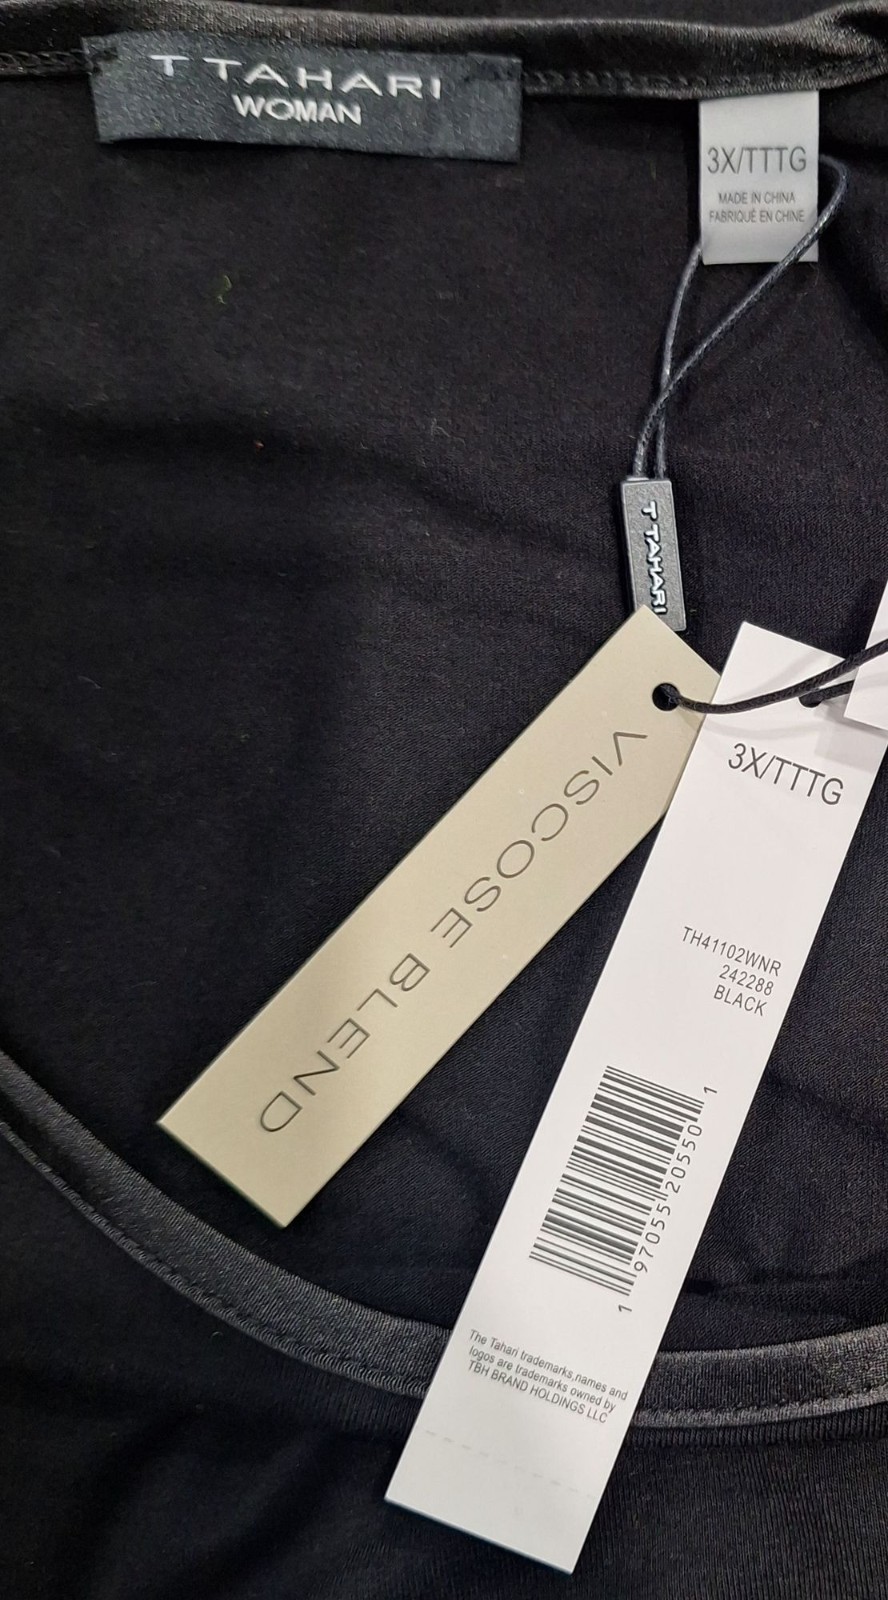 T TAHARI
WOMAN
3X/TTTG
MADE IN CHINA
FABRIQUÉ EN CHINE
T TAHARI
VISCOSE BLEND
3X/TTTG
TH41102WNR
242288
BLACK
1 97055 20550 1
The Tahari trademarks,names and
logos are trademarks owned by
TBH BRAND HOLDINGS LLC